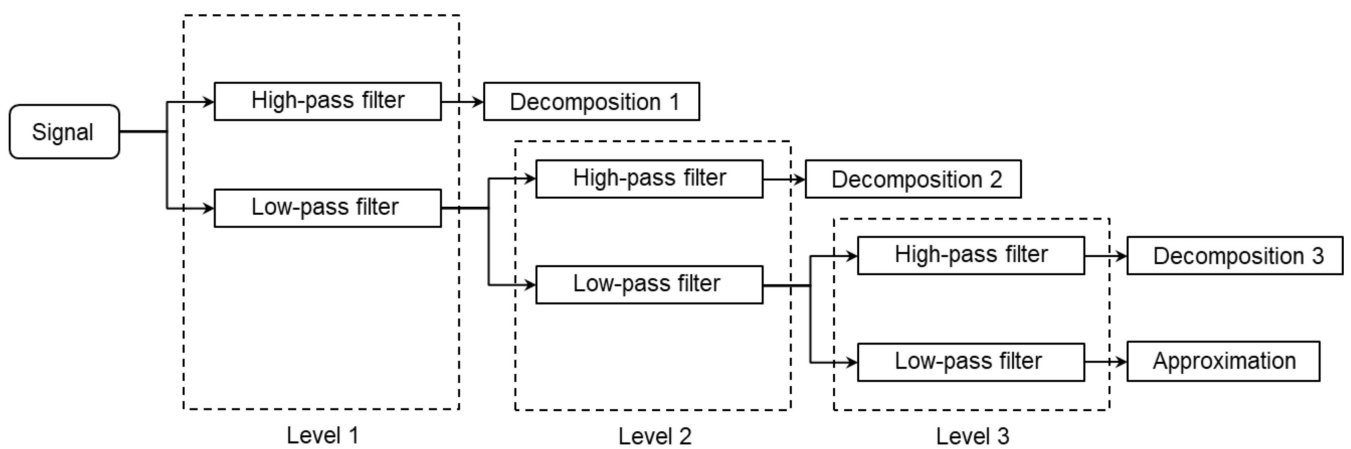 High-pass filter
Decomposition 1
Signal
High-pass filter
Decomposition 2
Low-pass filter
High-pass filter
Decomposition 3
Low-pass filter
Low-pass filter
Approximation
Level 1
Level 2
Level 3